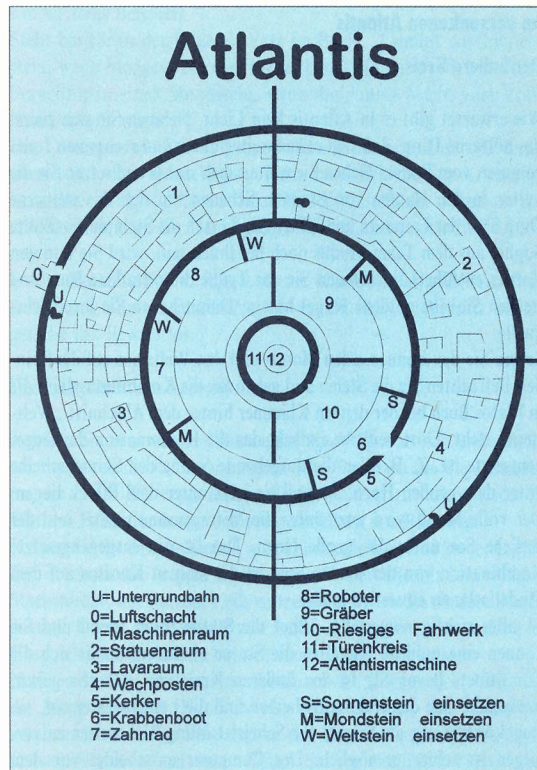 Atlantis
1
W
0
8
M
2
U
9
W
7
11 12
3
10
S
M
6
4
S
5
U
U=Untergrundbahn
0=Luftschacht
1=Maschinenraum
2=Statuenraum
3=Lavaraum
4=Wachposten
5=Kerker
6=Krabbenboot
7=Zahnrad
8=Roboter
9=Gräber
10=Riesiges Fahrwerk
11=Türenkreis
12=Atlantismaschine
S=Sonnenstein einsetzen
M=Mondstein einsetzen
W=Weltstein einsetzen